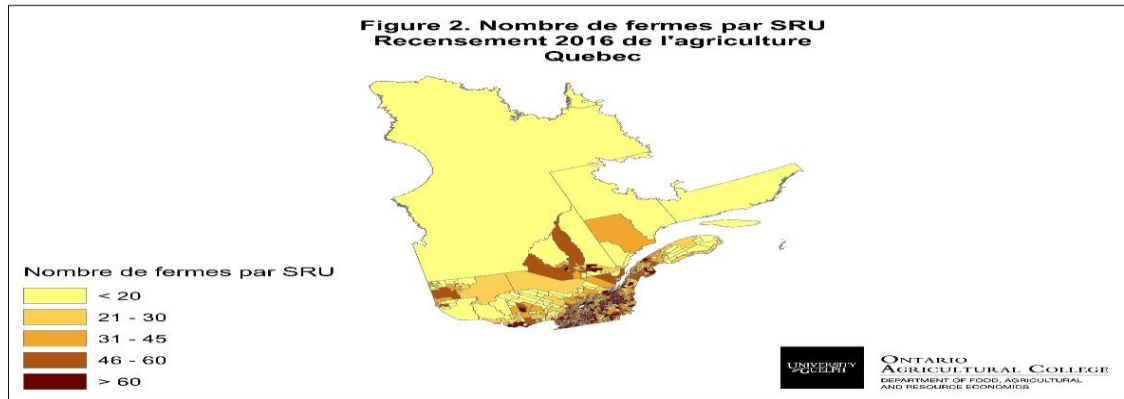 Figure 2. Nombre de fermes par SRU
Recensement 2016 de l'agriculture
Quebec
Nombre de fermes par SRU
< 20
21 - 30
31 - 45
46 - 60
> 60
UNIVERSITY
OF GUELPH
ONTARIO
AGRICULTURAL COLLEGE
DEPARTMENT OF FOOD, AGRICULTURAL
AND RESOURCE ECONOMICS